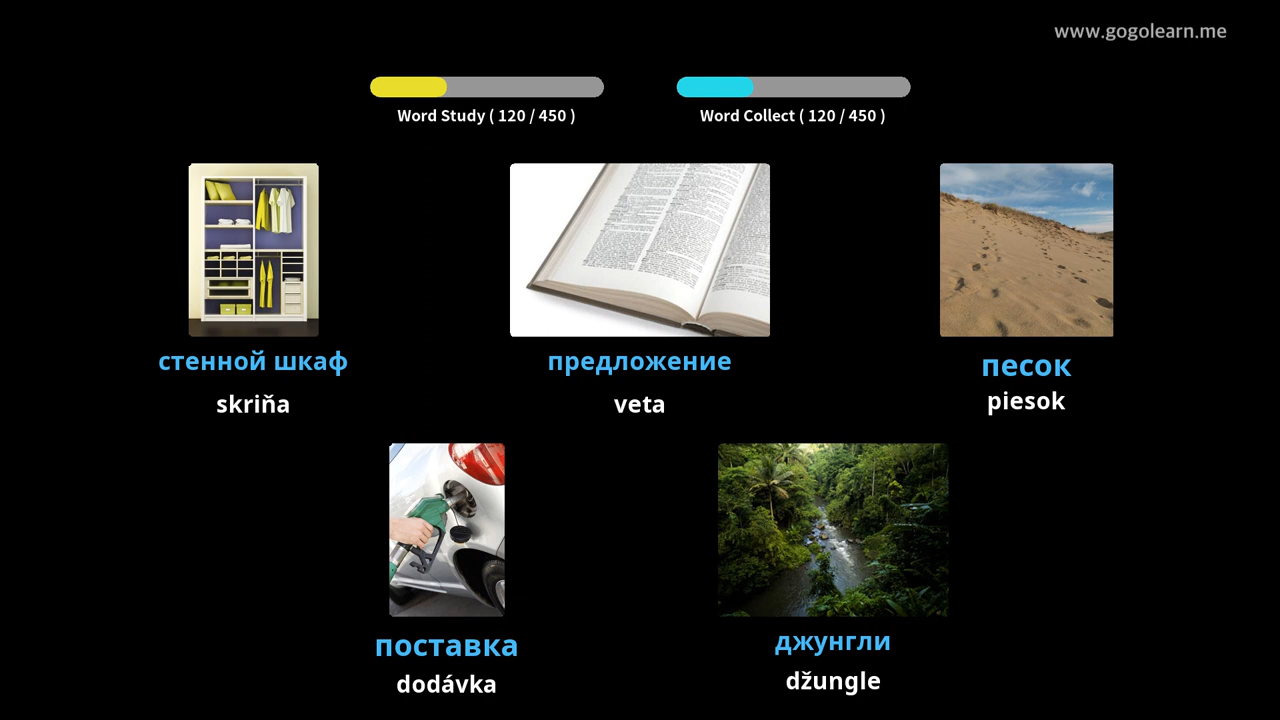 www.gogolearn.me
Word Study ( 120 / 450 )
Word Collect ( 120 / 450 )
стенной шкаф
skriňa
предложение
veta
песок
piesok
поставка
dodávka
джунгли
džungle